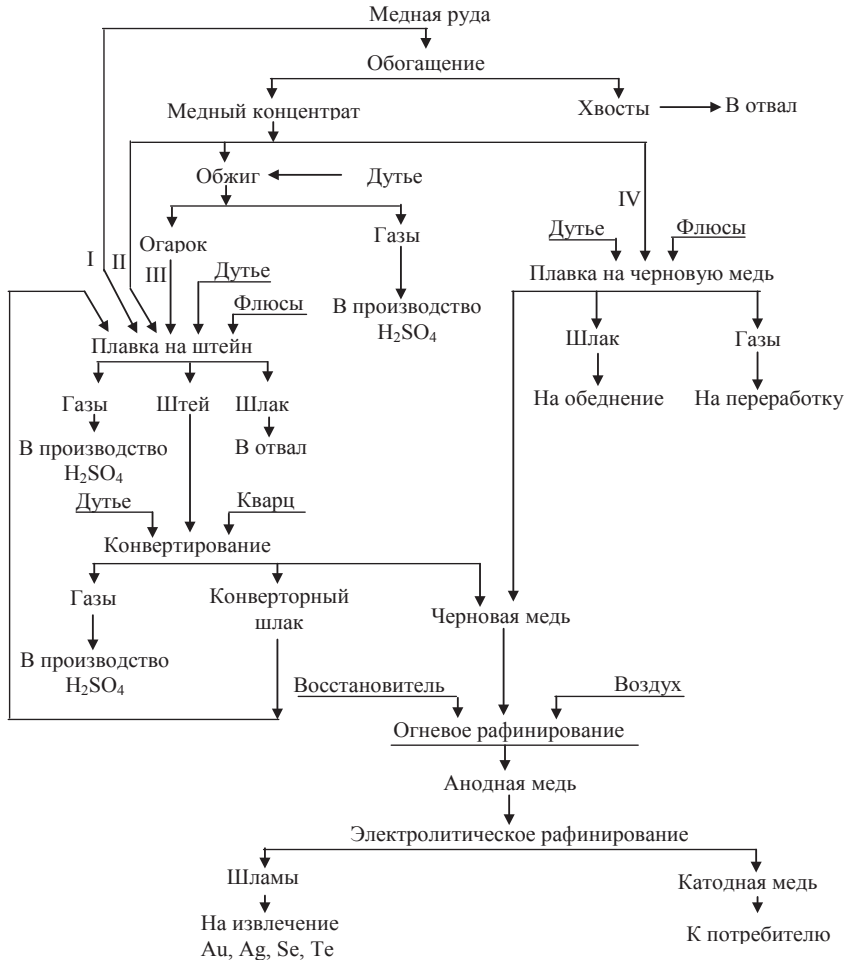 Медная руда
Обогащение
Медный концентрат
Хвосты
В отвал
Обжиг
Дутье
IV
Огарок
Газы
Дутье
Флюсы
I
II
III
Дутье
Плавка на черновую медь
Флюсы
В производство
H₂SO₄
Плавка на штейн
Шлак
Газы
Газы
Штей
Шлак
На обеднение
На переработку
В производство
H₂SO₄
В отвал
Дутье
Кварц
Конвертирование
Газы
Конверторный
шлак
Черновая медь
В производство
H₂SO₄
Восстановитель
Воздух
Огневое рафинирование
Анодная медь
Электролитическое рафинирование
Шламы
Катодная медь
На извлечение
Au, Ag, Se, Te
К потребителю